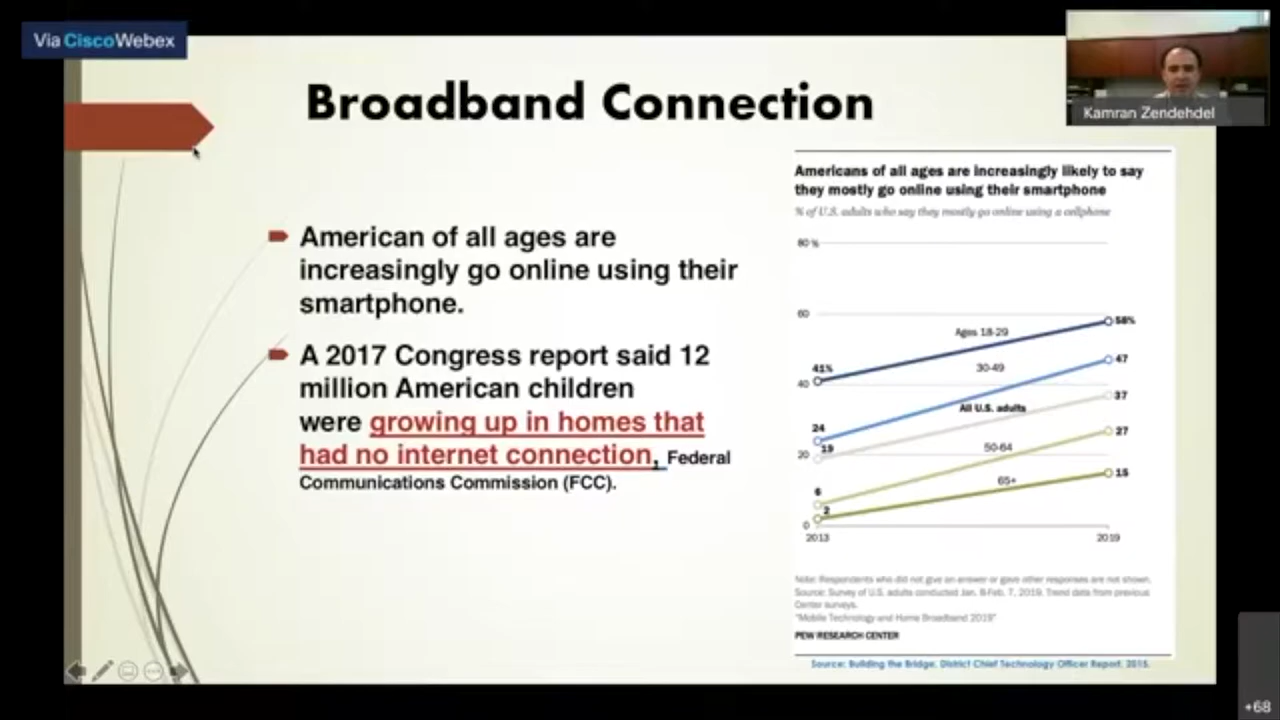 Via CiscoWebex
Kamran Zendehdel
Broadband Connection
American of all ages are
increasingly go online using their
smartphone.
A 2017 Congress report said 12
million American children
were growing up in homes that
had no internet connection, Federal
Communications Commission (FCC).
Americans of all ages are increasingly likely to say
they mostly go online using their smartphone
% of U.S. adults who say they mostly go online using a cellphone
80 %
60
58%
Ages 18-29
41%
30-49
47
40
All U.S. adults
37
24
19
50-64
27
20
65+
15
6
2
0
2013
2019
Note: Respondents who did not give an answer or gave other responses are not shown.
Source: Survey of U.S. adults conducted Jan. 8-Feb. 7, 2019. Trend data from previous
Center surveys.
"Mobile Technology and Home Broadband 2019"
PEW RESEARCH CENTER
Source: Building the Bridge. District Chief Technology Officer Report, 2015.
+68